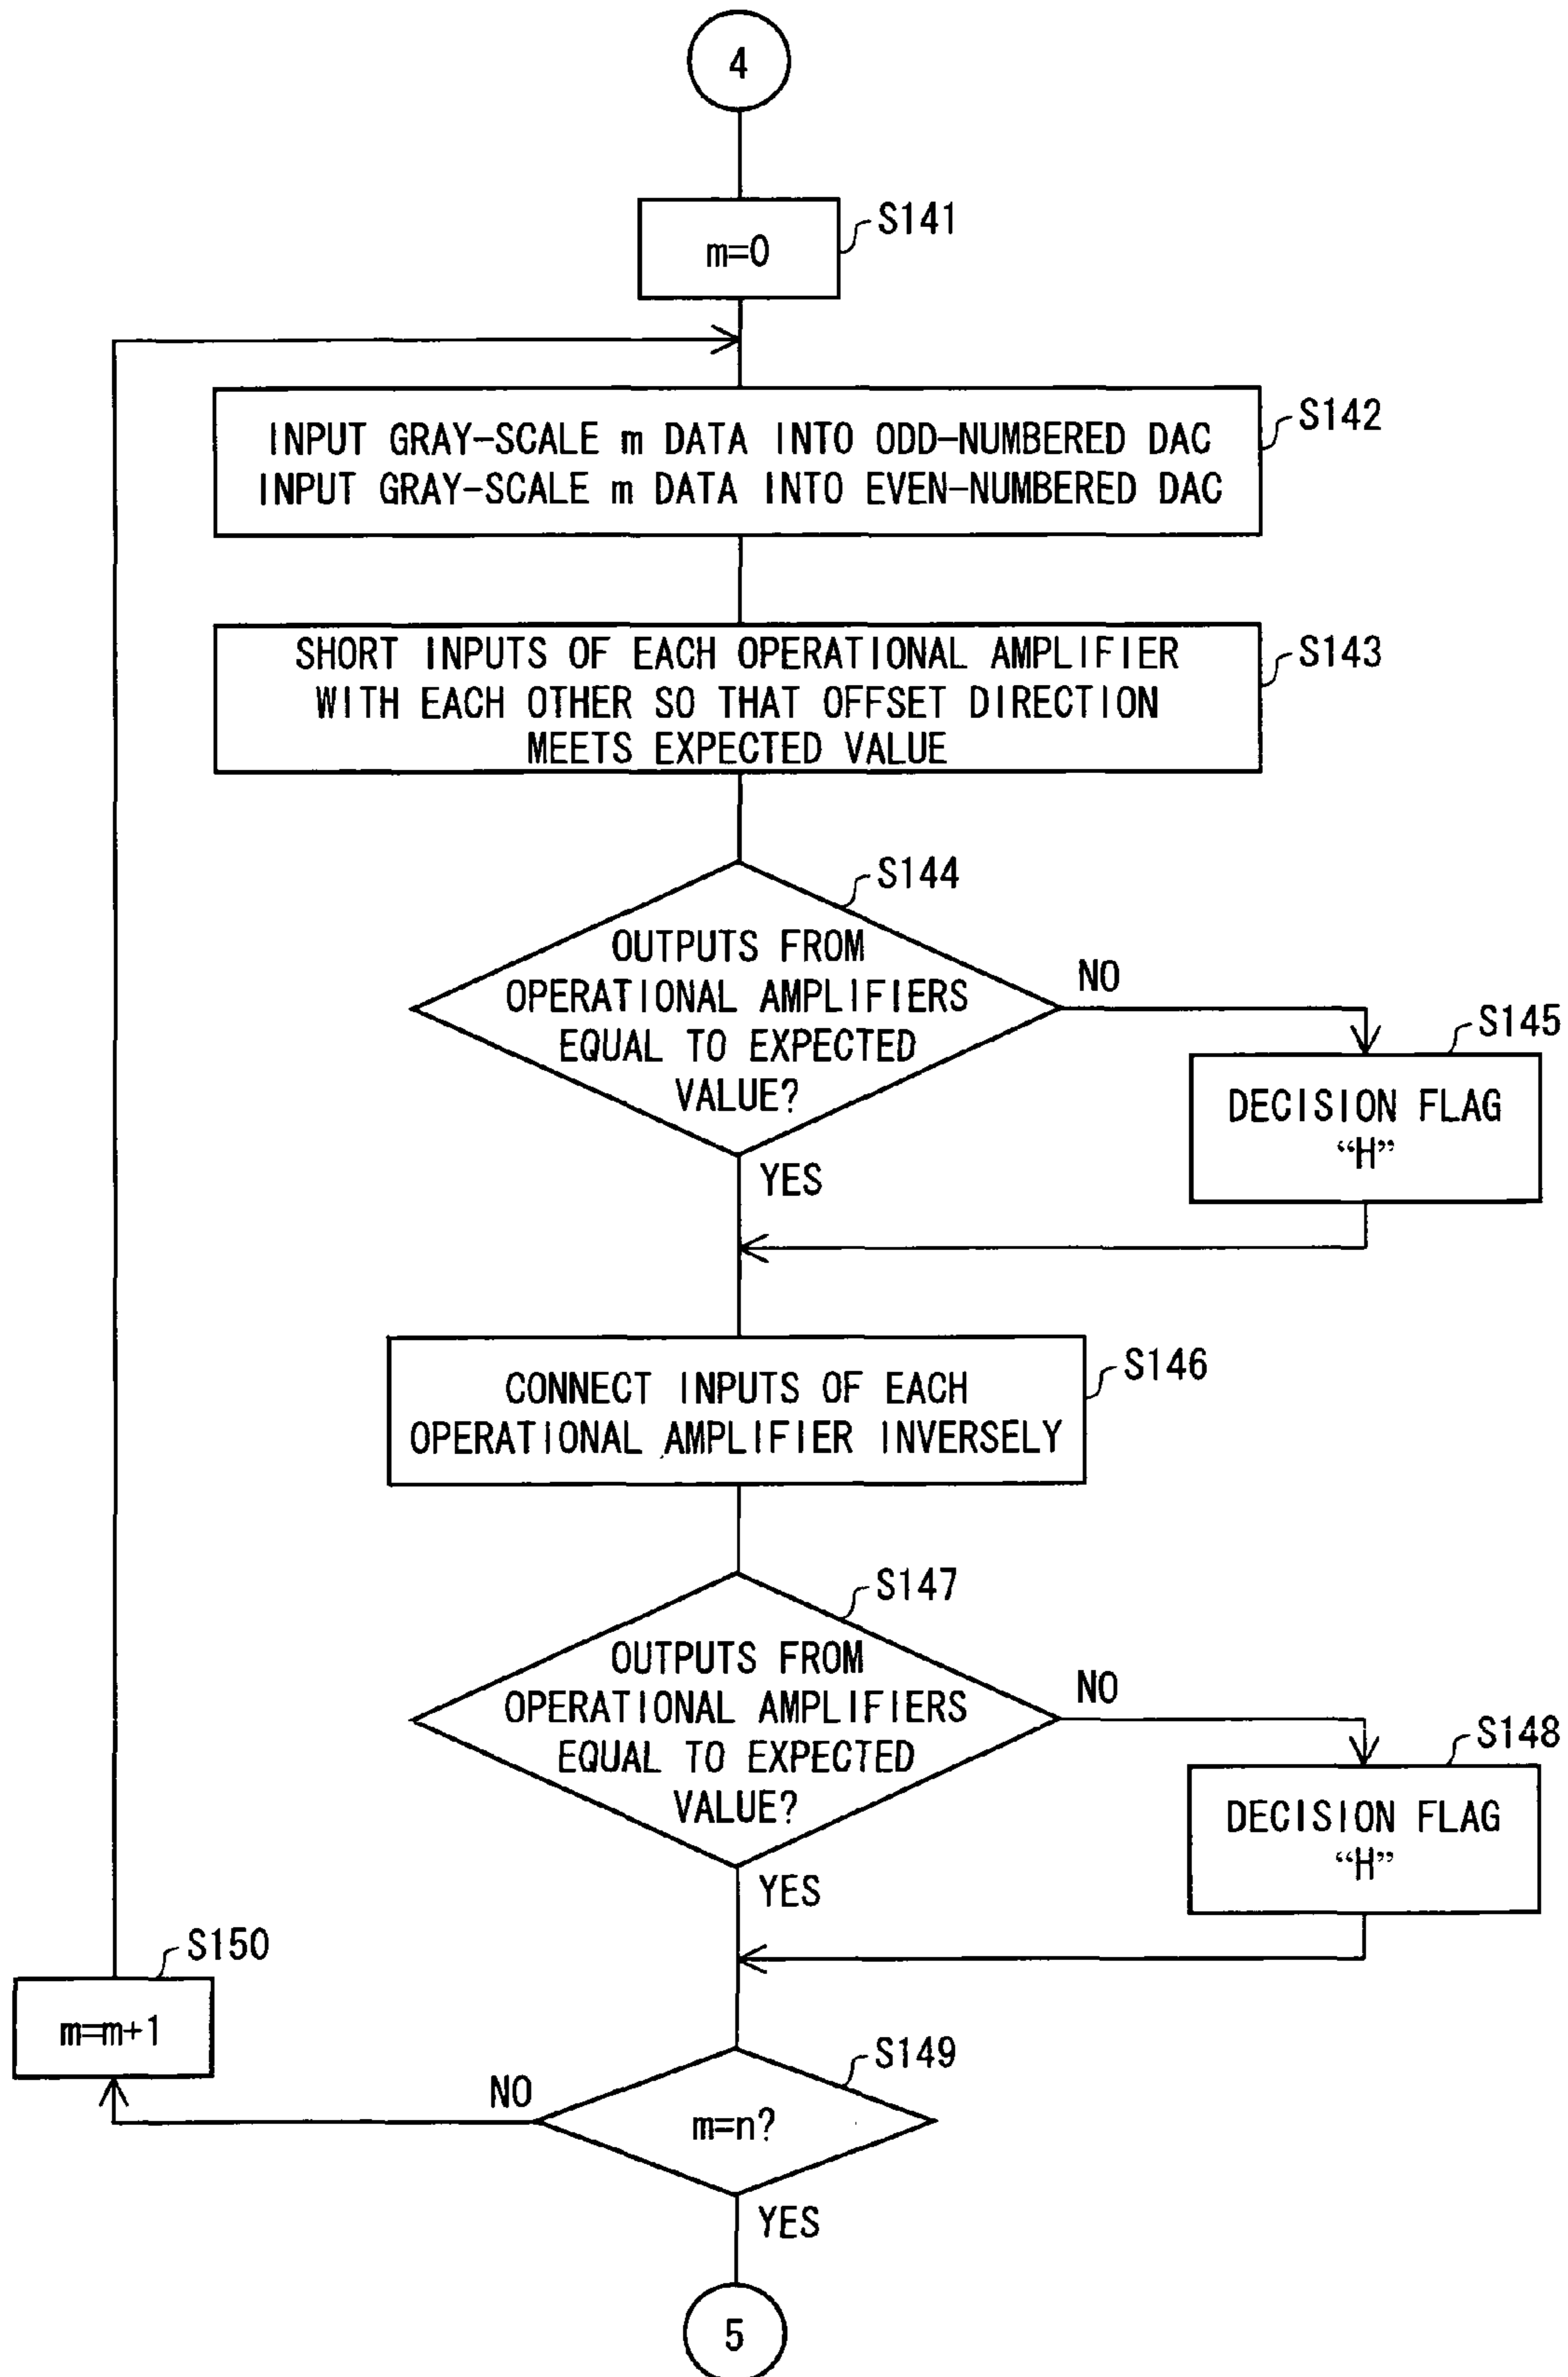 4
S141
m=0
S142
INPUT GRAY-SCALE m DATA INTO ODD-NUMBERED DAC
INPUT GRAY-SCALE m DATA INTO EVEN-NUMBERED DAC
S143
SHORT INPUTS OF EACH OPERATIONAL AMPLIFIER
WITH EACH OTHER SO THAT OFFSET DIRECTION
MEETS EXPECTED VALUE
S144
OUTPUTS FROM
OPERATIONAL AMPLIFIERS
EQUAL TO EXPECTED
VALUE?
NO
S145
DECISION FLAG
“H”
YES
S146
CONNECT INPUTS OF EACH
OPERATIONAL AMPLIFIER INVERSELY
S147
OUTPUTS FROM
OPERATIONAL AMPLIFIERS
EQUAL TO EXPECTED
VALUE?
NO
S148
DECISION FLAG
“H”
YES
S150
m=m+1
S149
m=n?
NO
YES
5